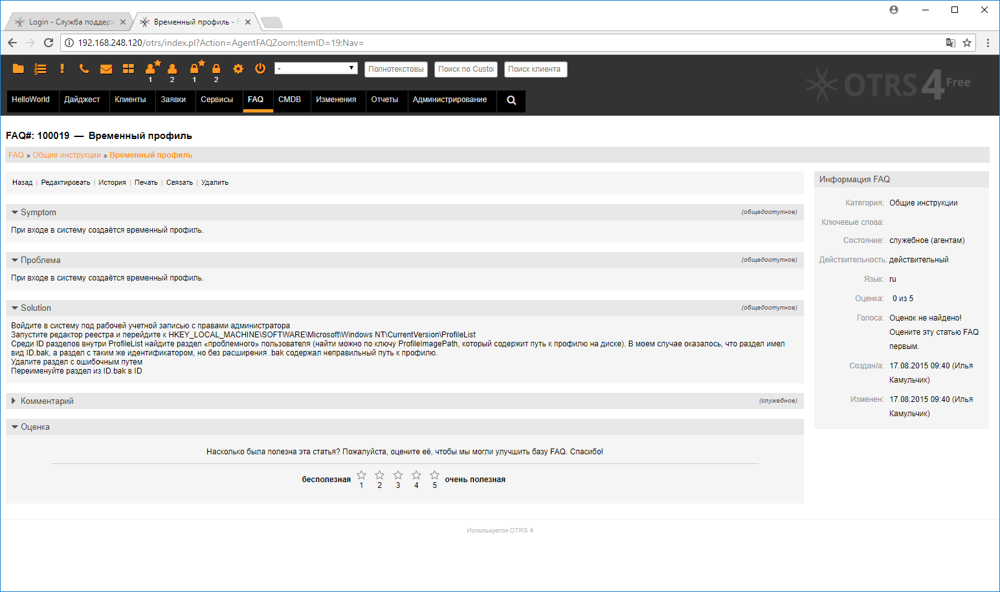 Login - Служба поддерж
Временный профиль - F
192.168.248.120/otrs/index.pl?Action=AgentFAQZoom;ItemID=19;Nav=
1
2
1
2
-
Полнотекстовы
Поиск по Custor
Поиск клиента
OTRS 4 Free
HelloWorld
Дайджест
Клиенты
Заявки
Сервисы
FAQ
CMDB
Изменения
Отчеты
Администрирование
FAQ#: 100019 — Временный профиль
FAQ » Общие инструкции » Временный профиль
Назад | Редактировать | История | Печать | Связать | Удалить
Symptom
(общедоступное)
При входе в систему создаётся временный профиль.
Проблема
(общедоступное)
При входе в систему создаётся временный профиль.
Solution
(общедоступное)
Войдите в систему под рабочей учетной записью с правами администратора
Запустите редактор реестра и перейдите к HKEY_LOCAL_MACHINE\SOFTWARE\Microsoft\Windows NT\CurrentVersion\ProfileList
Среди ID разделов внутри ProfileList найдите раздел «проблемного» пользователя (найти можно по ключу ProfileImagePath, который содержит путь к профилю на диске). В моем случае оказалось, что раздел имел
вид ID.bak, а раздел с таким же идентификатором, но без расширения .bak содержал неправильный путь к профилю.
Удалите раздел с ошибочным путем
Переименуйте раздел из ID.bak в ID
Комментарий
(служебное)
Оценка
Насколько была полезна эта статья? Пожалуйста, оцените её, чтобы мы могли улучшить базу FAQ. Спасибо!
бесполезная 1 2 3 4 5 очень полезная
Информация FAQ
Категория: Общие инструкции
Ключевые слова:
Состояние: служебное (агентам)
Действительность: действительный
Язык: ru
Оценка: 0 из 5
Голоса: Оценок не найдено!
Оцените эту статью FAQ
первым.
Создан/а: 17.08.2015 09:40 (Илья
Камульчик)
Изменен: 17.08.2015 09:40 (Илья
Камульчик)
Используется OTRS 4